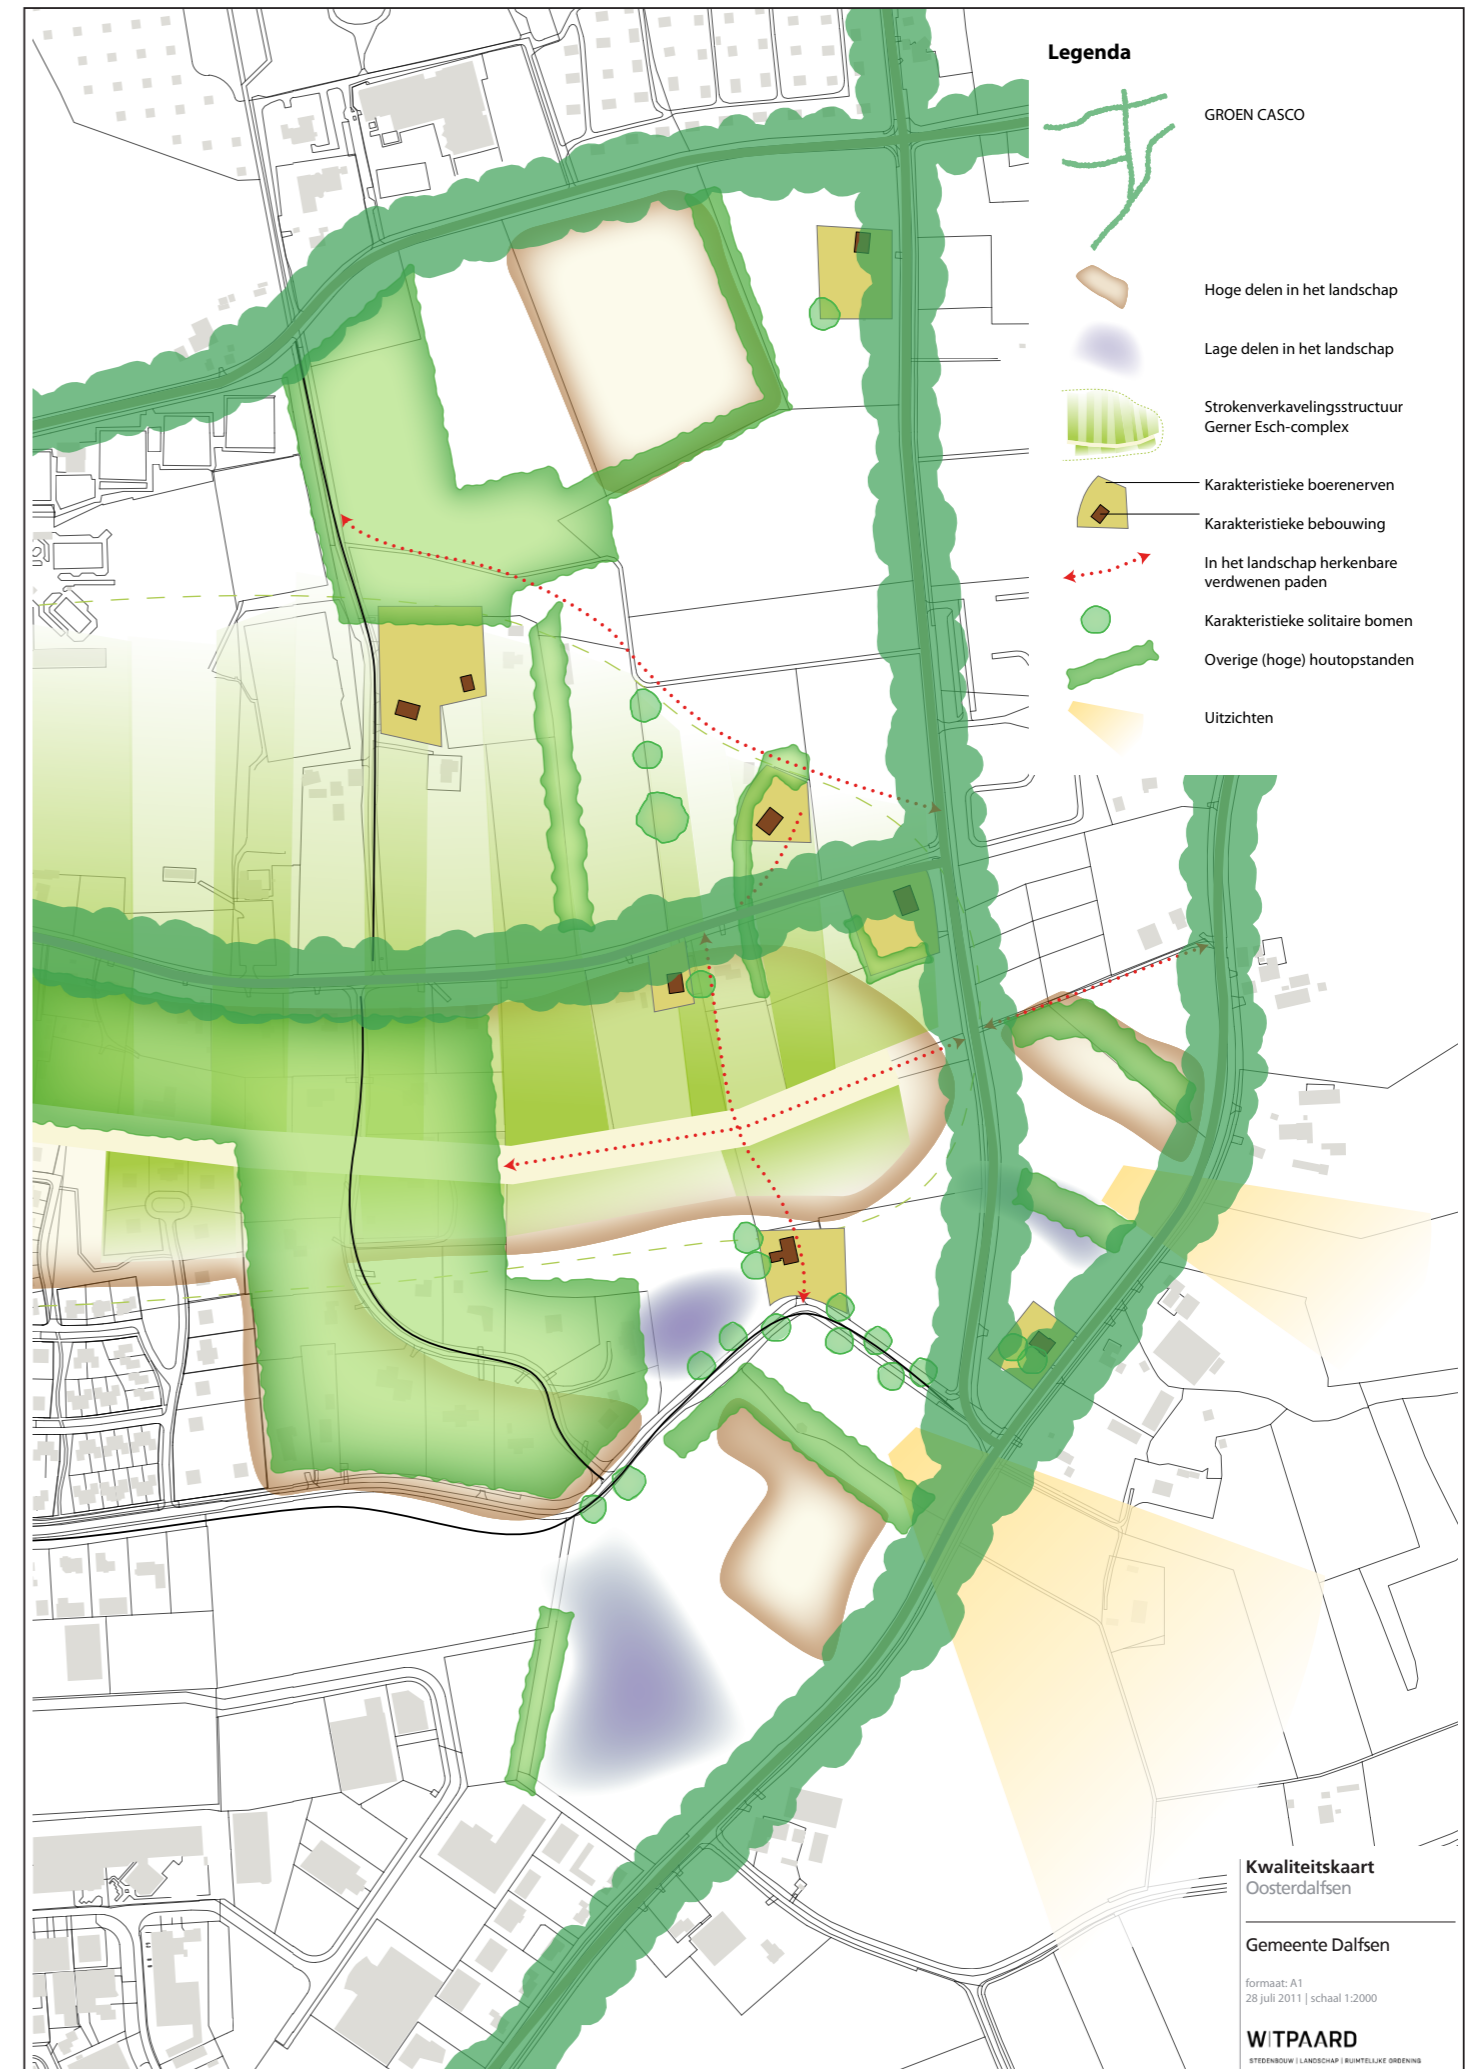 Legenda
GROEN CASCO
Hoge delen in het landschap
Lage delen in het landschap
Strokenverkavelingsstructuur
Gerner Esch-complex
Karakteristieke boerenerven
Karakteristieke bebouwing
In het landschap herkenbare
verdwenen paden
Karakteristieke solitaire bomen
Overige (hoge) houtopstanden
Uitzichten
Kwaliteitskaart
Oosterdalfsen
Gemeente Dalfsen
formaat: A1
28 juli 2011 | schaal 1:2000
WITPAARD
STEDENBOUW | LANDSCHAP | RUIMTELIJKE ORDENING